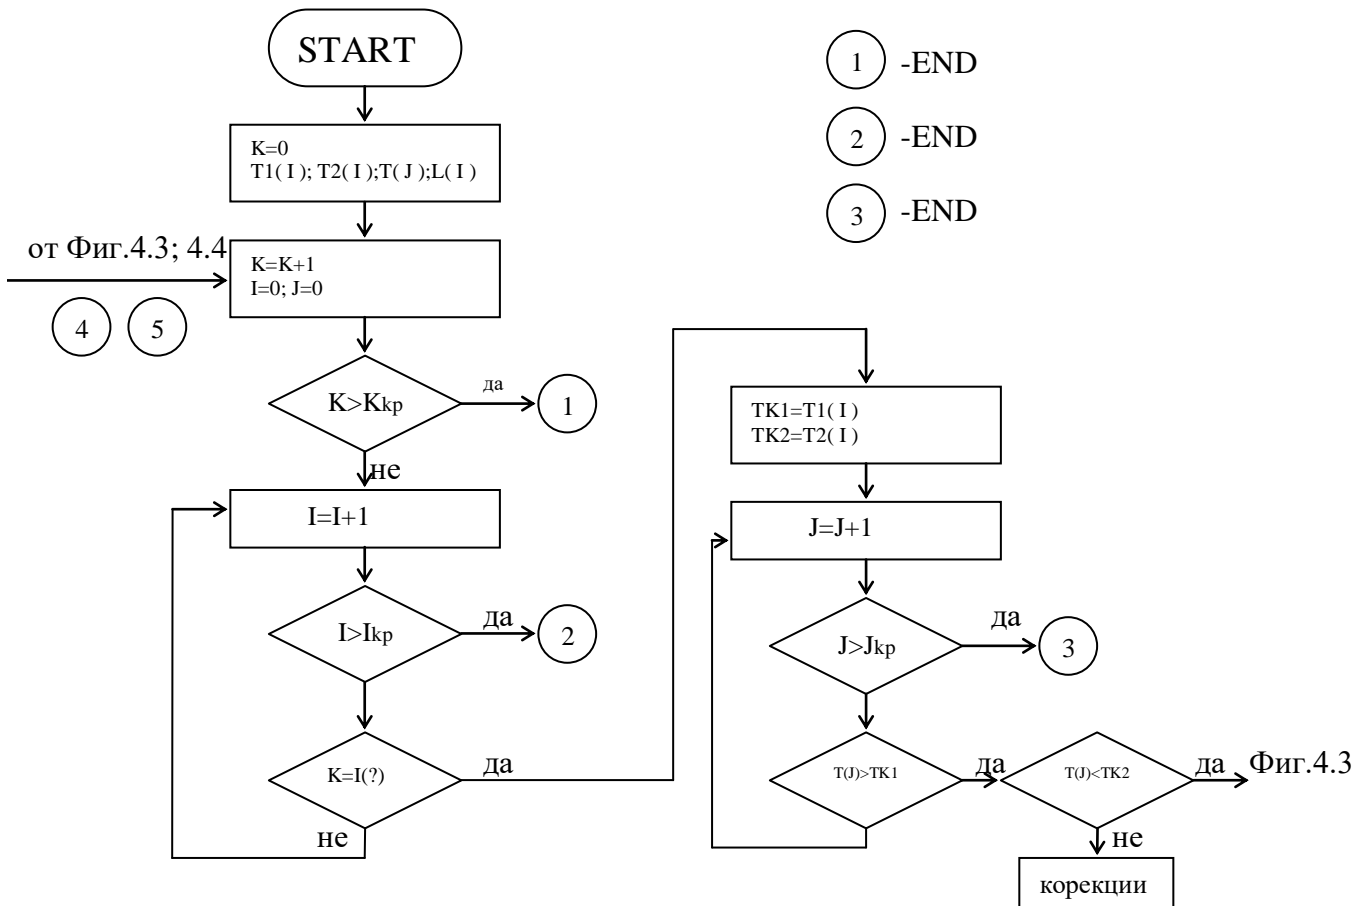 START
K=0
T1( I ); T2( I );T( J );L( I )
от Фиг.4.3; 4.4
K=K+1
I=0; J=0
4
5
K>Kkp
да
1
не
I=I+1
I>Ikp
да
2
K=I(?)
да
не
1 -END
2 -END
3 -END
TK1=T1( I )
TK2=T2( I )
J=J+1
J>Jkp
да
3
T(J)>TK1
да
T(J)<TK2
да
Фиг.4.3
не
корекции